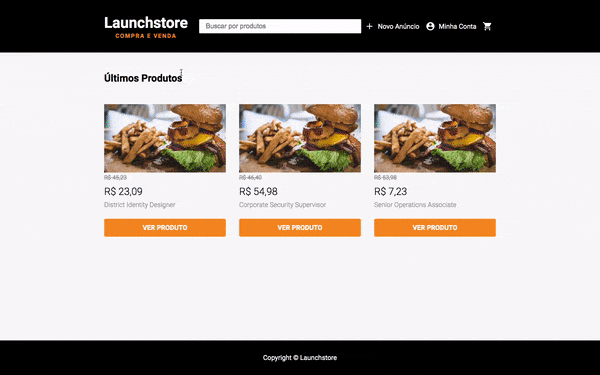 Launchstore
COMPRA E VENDA
Buscar por produtos
Novo Anúncio
Minha Conta
Últimos Produtos
R$ 45,23
R$ 23,09
District Identity Designer
VER PRODUTO
R$ 46,40
R$ 54,98
Corporate Security Supervisor
VER PRODUTO
R$ 53,98
R$ 7,23
Senior Operations Associate
VER PRODUTO
Copyright © Launchstore